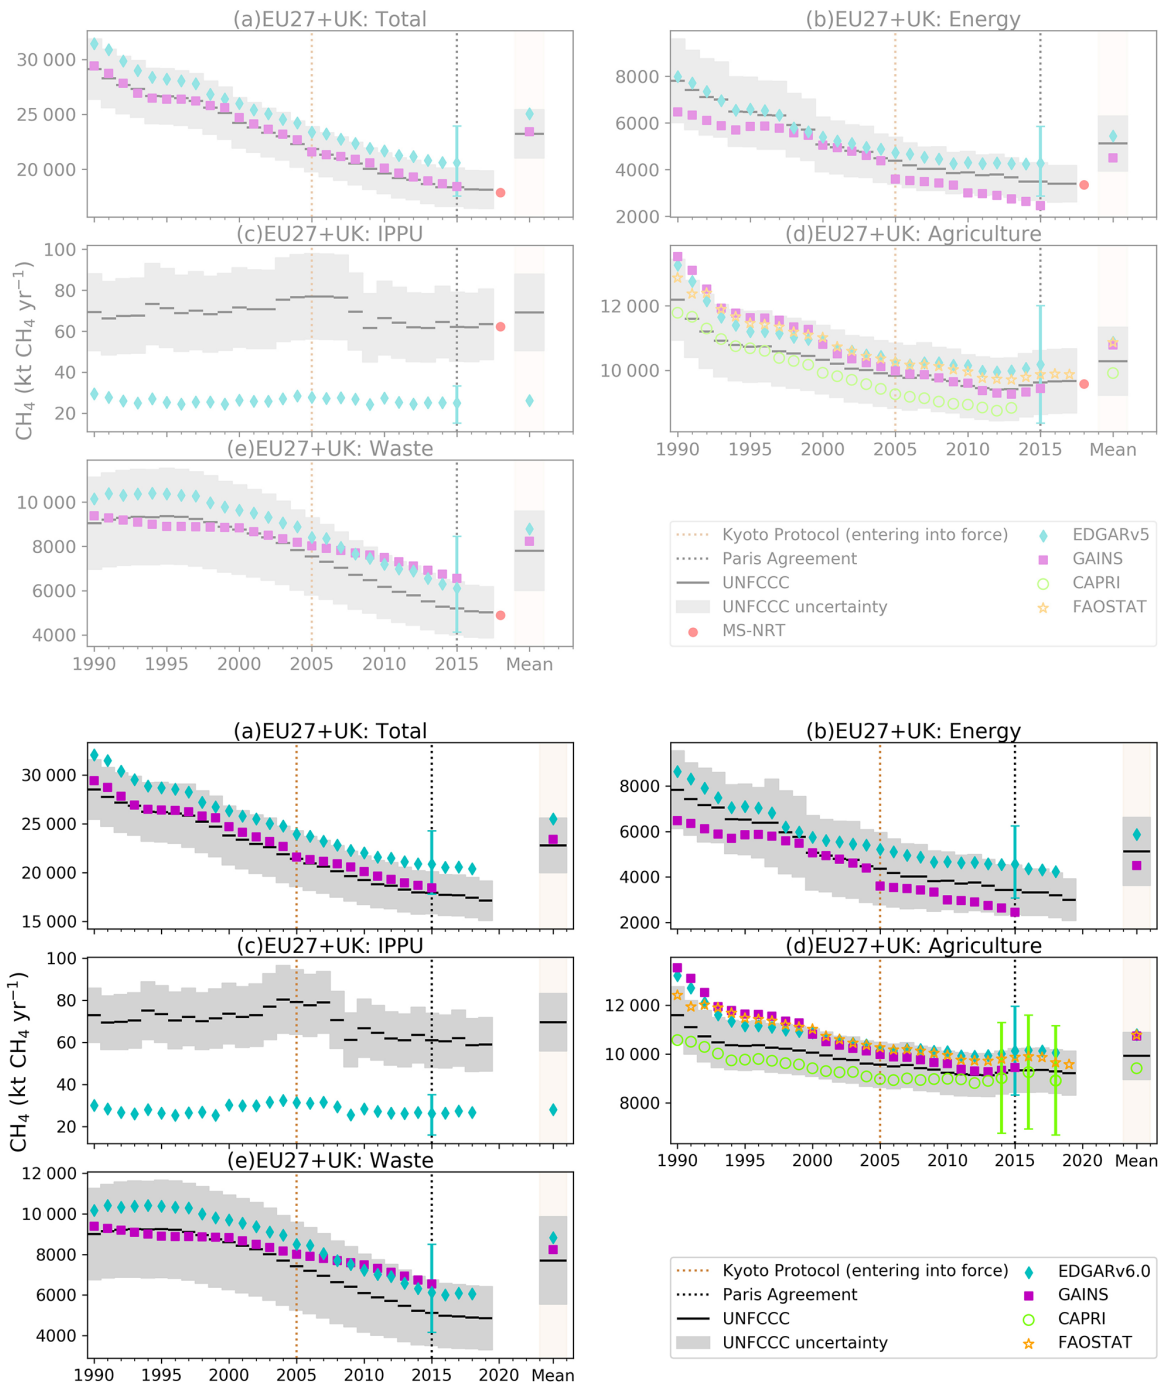 (a)EU27+UK: Total
30 000
25 000
20 000
(b)EU27+UK: Energy
8000
6000
4000
2000
(c)EU27+UK: IPPU
100
80
60
40
20
CH4 (kt CH4 yr−1)
(d)EU27+UK: Agriculture
12 000
10 000
1990 1995 2000 2005 2010 2015 Mean
(e)EU27+UK: Waste
10 000
8000
6000
4000
1990 1995 2000 2005 2010 2015 Mean
Kyoto Protocol (entering into force)
Paris Agreement
UNFCCC
UNFCCC uncertainty
MS-NRT
EDGARv5
GAINS
CAPRI
FAOSTAT
(a)EU27+UK: Total
30 000
25 000
20 000
15 000
(b)EU27+UK: Energy
8000
6000
4000
2000
(c)EU27+UK: IPPU
100
80
60
40
20
CH4 (kt CH4 yr−1)
(d)EU27+UK: Agriculture
12 000
10 000
8000
1990 1995 2000 2005 2010 2015 2020 Mean
(e)EU27+UK: Waste
12 000
10 000
8000
6000
4000
1990 1995 2000 2005 2010 2015 2020 Mean
Kyoto Protocol (entering into force)
Paris Agreement
UNFCCC
UNFCCC uncertainty
EDGARv6.0
GAINS
CAPRI
FAOSTAT